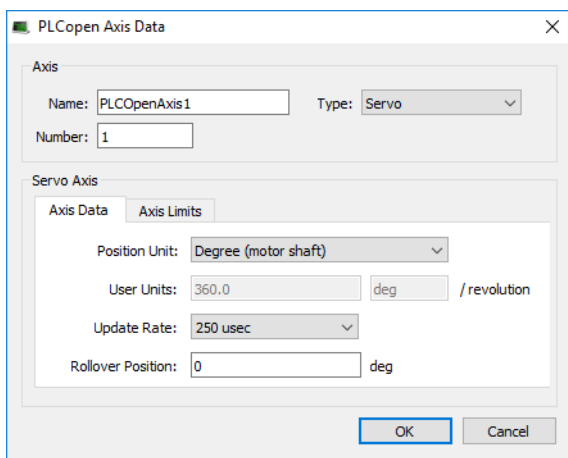 PLCopen Axis Data
Axis
Name: PLCOpenAxis1 Type: Servo
Number: 1
Servo Axis
Axis Data Axis Limits
Position Unit: Degree (motor shaft)
User Units: 360.0 deg / revolution
Update Rate: 250 usec
Rollover Position: 0 deg
OK Cancel